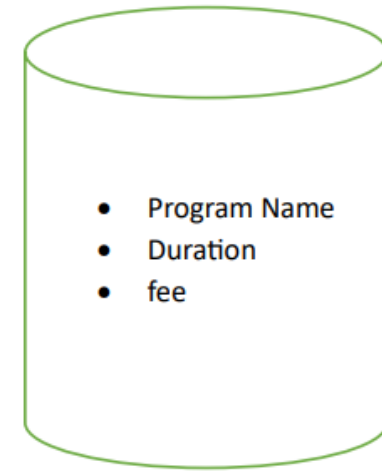 • Program Name
• Duration
• fee